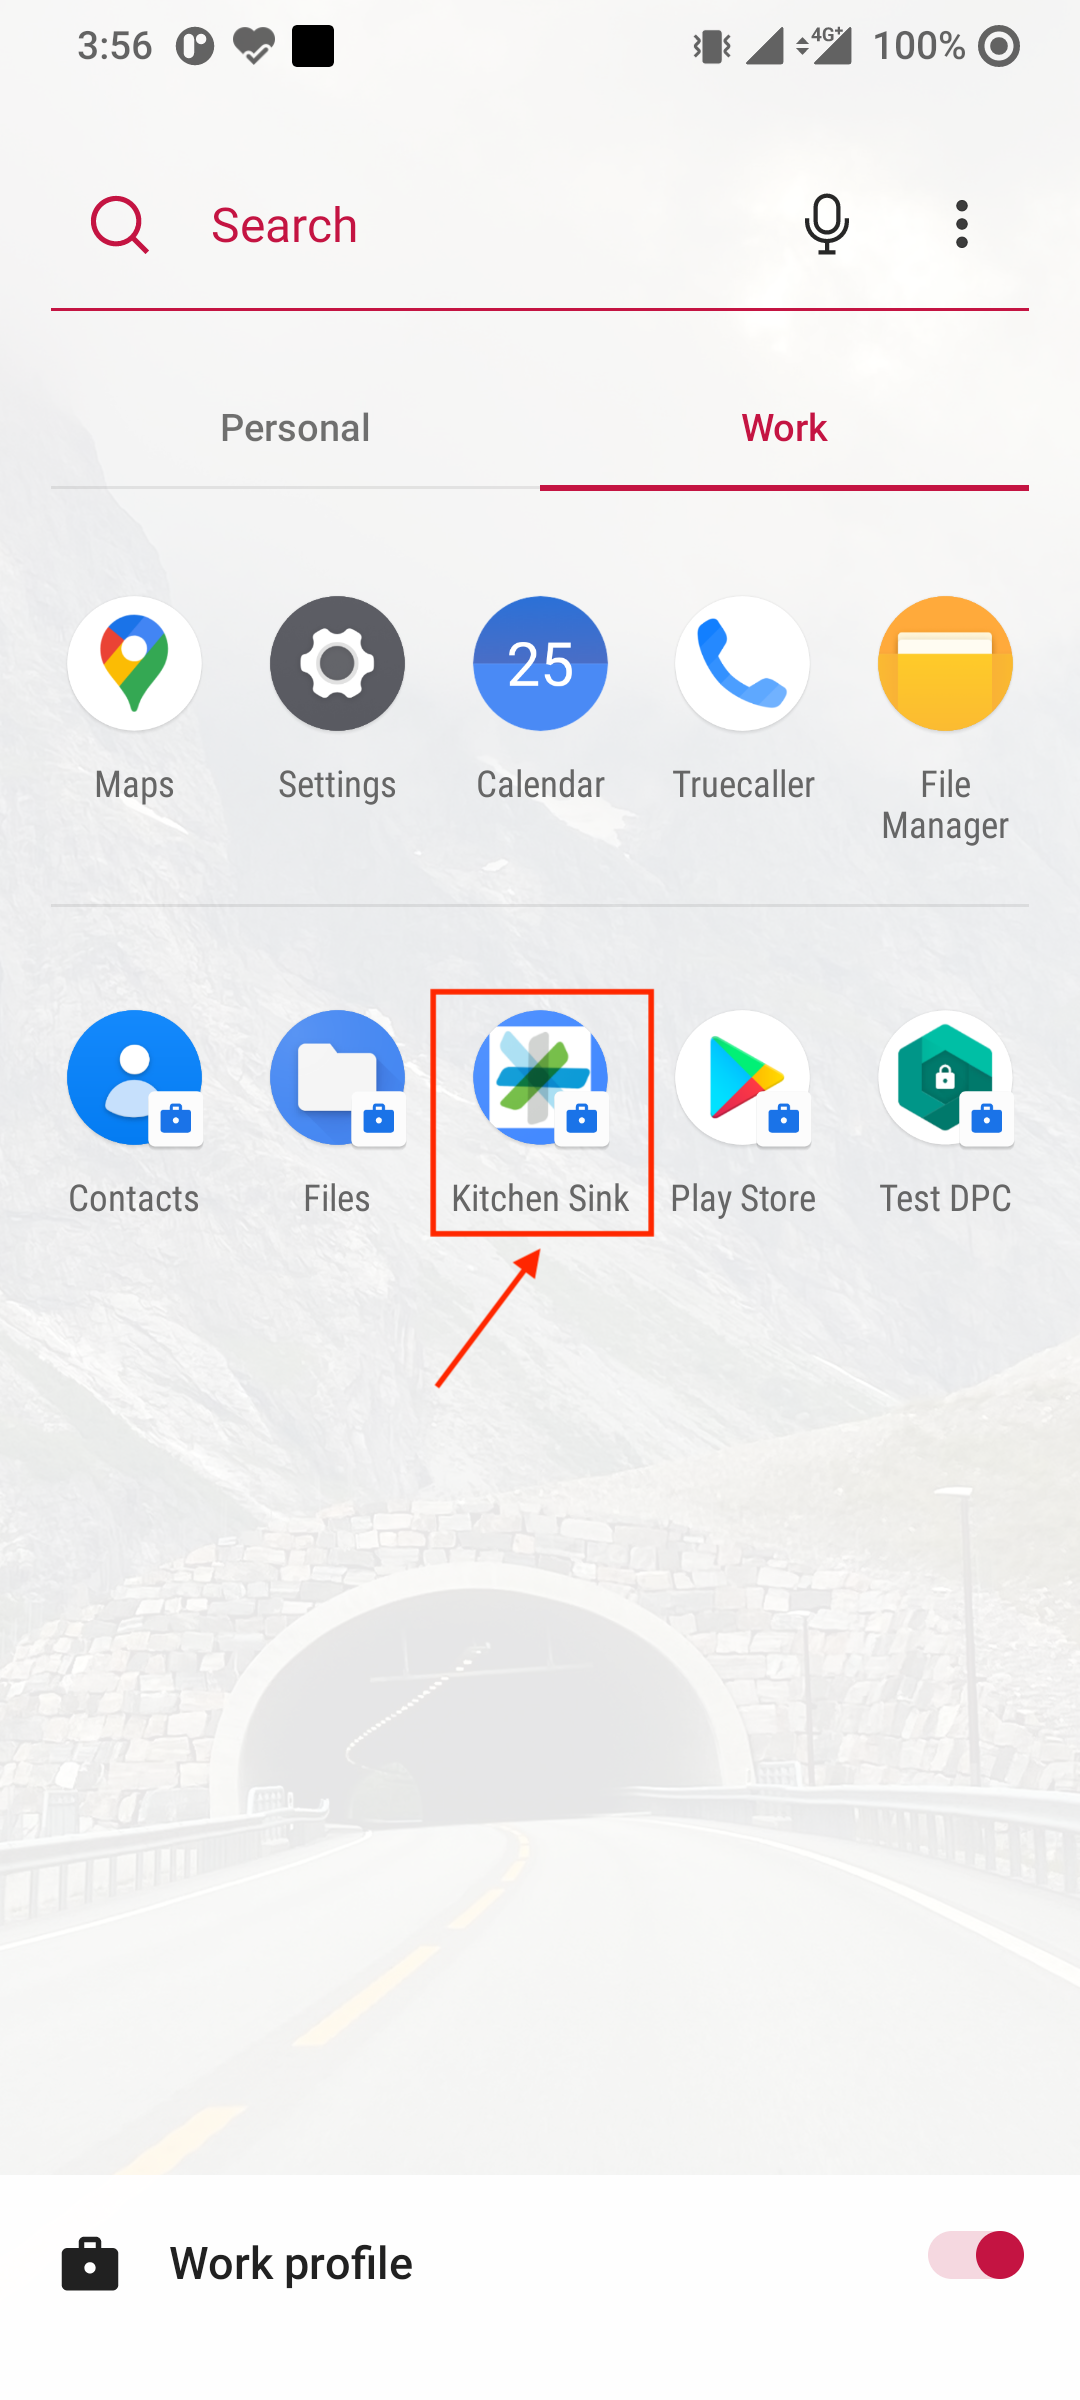 3:56 4G+ 100%
Search
Personal Work
25
Maps Settings Calendar Truecaller File Manager
Contacts Files Kitchen Sink Play Store Test DPC
Work profile